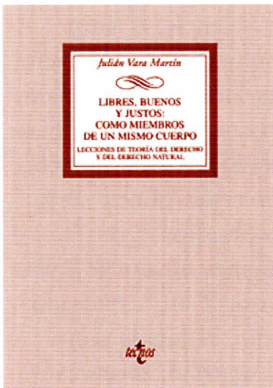 Julián Vara Martín
LIBRES, BUENOS
Y JUSTOS:
COMO MIEMBROS
DE UN MISMO CUERPO
LECCIONES DE TEORÍA DEL DERECHO
Y DEL DERECHO NATURAL
tecnos